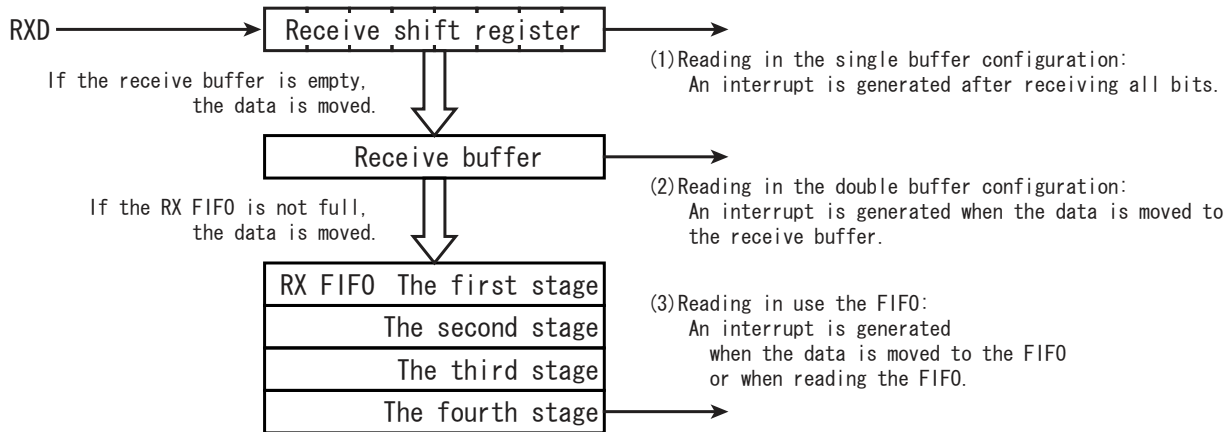 RXD
Receive shift register
(1)Reading in the single buffer configuration:
An interrupt is generated after receiving all bits.
If the receive buffer is empty,
the data is moved.
Receive buffer
(2)Reading in the double buffer configuration:
An interrupt is generated when the data is moved to
the receive buffer.
If the RX FIFO is not full,
the data is moved.
RX FIFO The first stage
The second stage
The third stage
The fourth stage
(3)Reading in use the FIFO:
An interrupt is generated
when the data is moved to the FIFO
or when reading the FIFO.